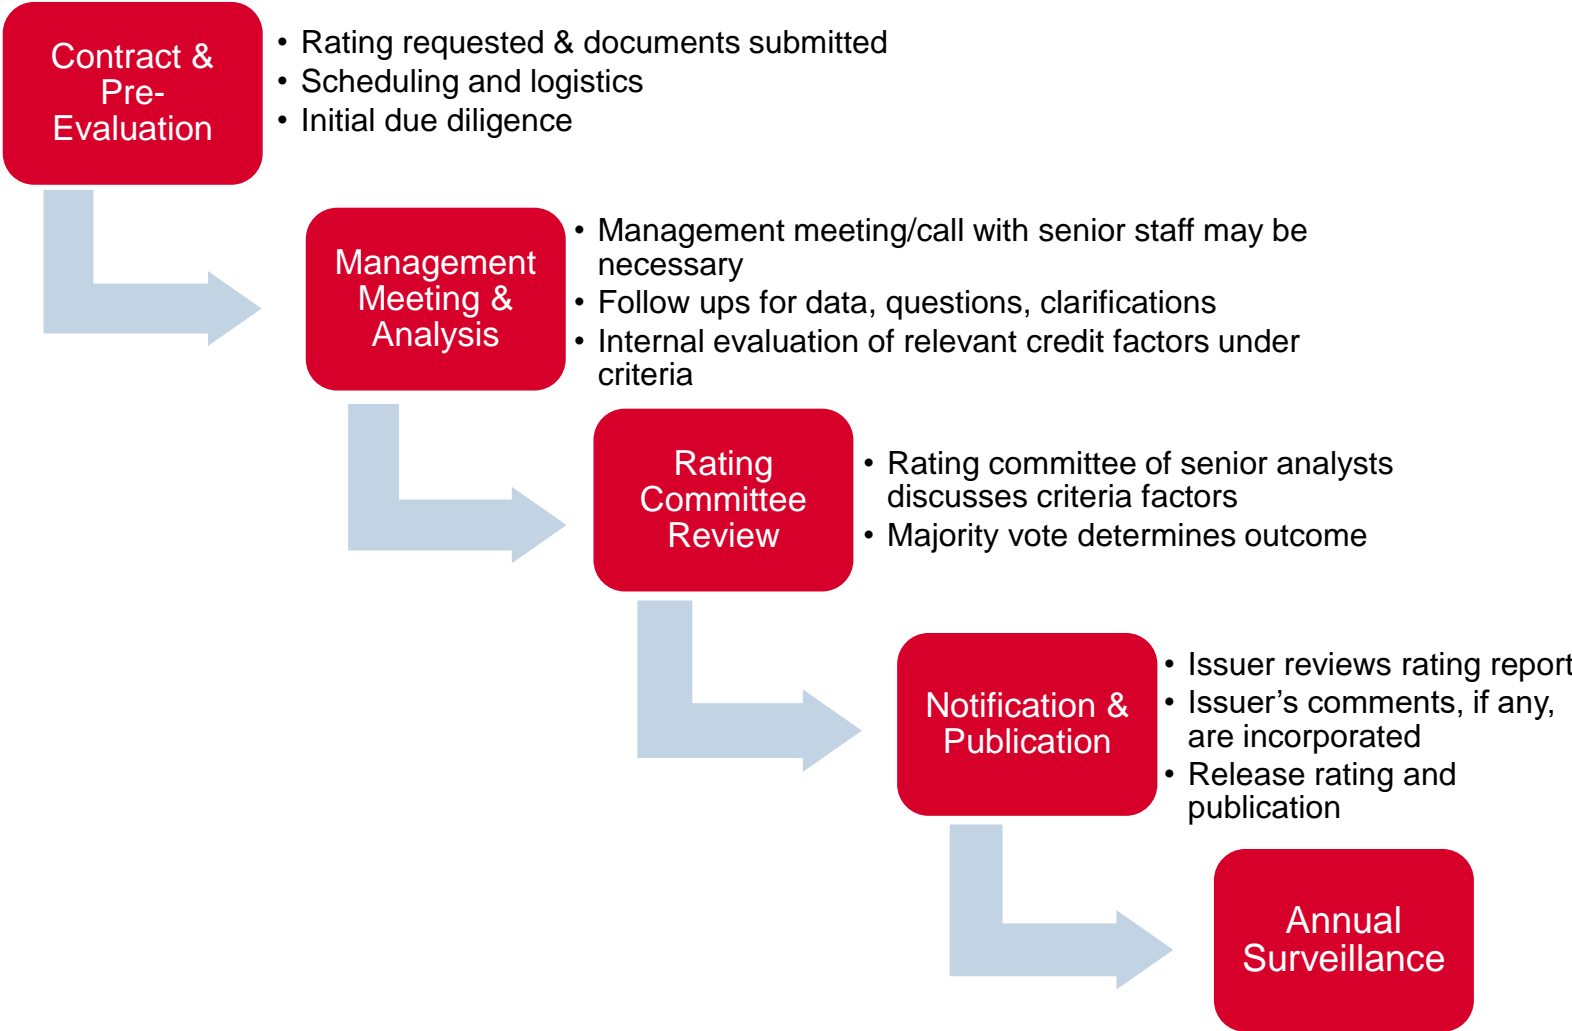 Contract &
Pre-
Evaluation
• Rating requested & documents submitted
• Scheduling and logistics
• Initial due diligence
Management
Meeting &
Analysis
• Management meeting/call with senior staff may be
necessary
• Follow ups for data, questions, clarifications
• Internal evaluation of relevant credit factors under
criteria
Rating
Committee
Review
• Rating committee of senior analysts
discusses criteria factors
• Majority vote determines outcome
Notification &
Publication
• Issuer reviews rating report
• Issuer’s comments, if any,
are incorporated
• Release rating and
publication
Annual
Surveillance